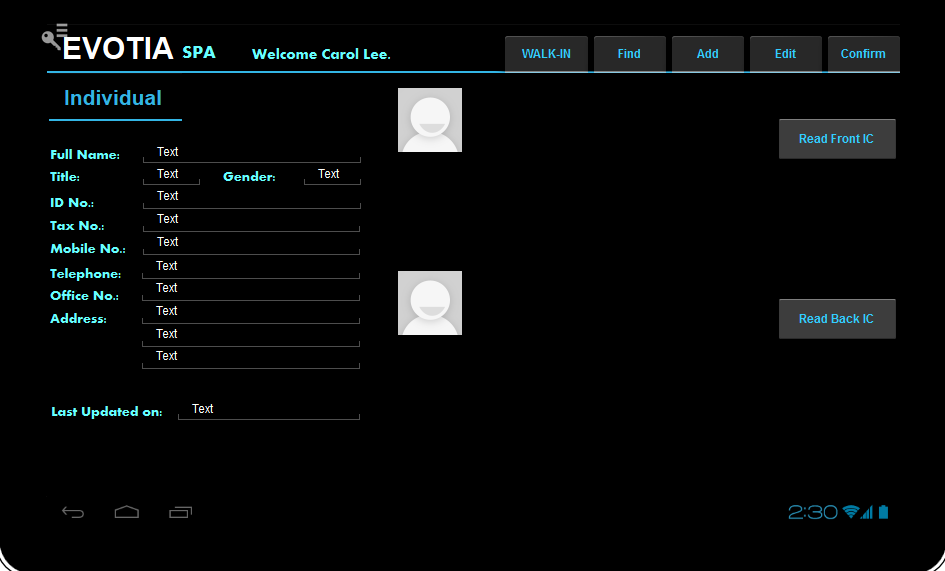 EVOTIA SPA Welcome Carol Lee. WALK-IN Find Add Edit Confirm
Individual
Read Front IC
Full Name: Text
Title: Text Gender: Text
ID No.: Text
Tax No.: Text
Mobile No.: Text
Telephone: Text
Office No.: Text
Address: Text
Read Back IC
Text
Text
Last Updated on: Text
2:30